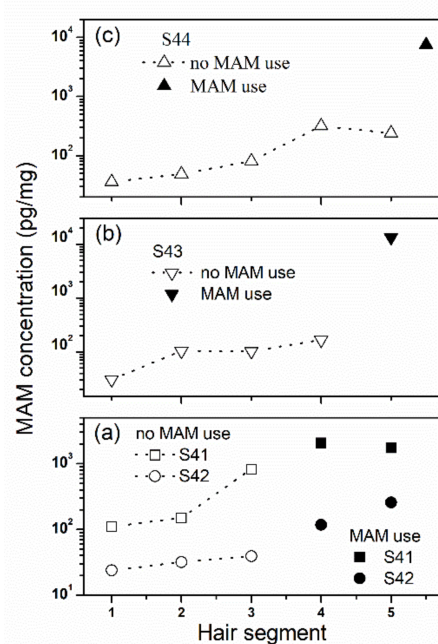 (c)
S44
no MAM use
MAM use
10⁴
10³
10²
(b)
S43
no MAM use
MAM use
10⁴
10²
(a)
no MAM use
S41
S42
MAM use
S41
S42
10³
10²
10¹
1 2 3 4 5
Hair segment
MAM concentration (pg/mg)